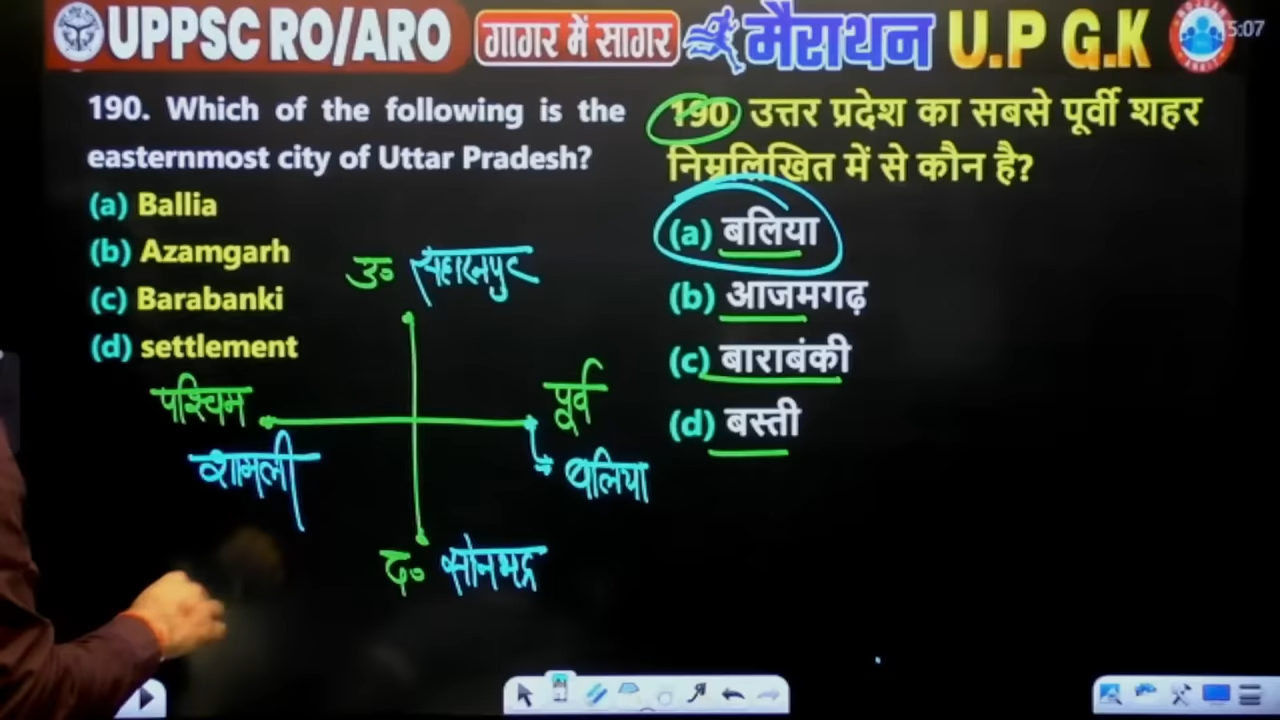 UPPSC RO/ARO गागर में सागर मैराथन U.P G.K
15:07
190. Which of the following is the
easternmost city of Uttar Pradesh?
(a) Ballia
(b) Azamgarh
(c) Barabanki
(d) settlement
190 उत्तर प्रदेश का सबसे पूर्वी शहर
निम्नलिखित में से कौन है?
(a) बलिया
(b) आजमगढ़
(c) बाराबंकी
(d) बस्ती
उ० सहारनपुर
पश्चिम
शामली
पूर्व
बलिया
द० सोनभद्र